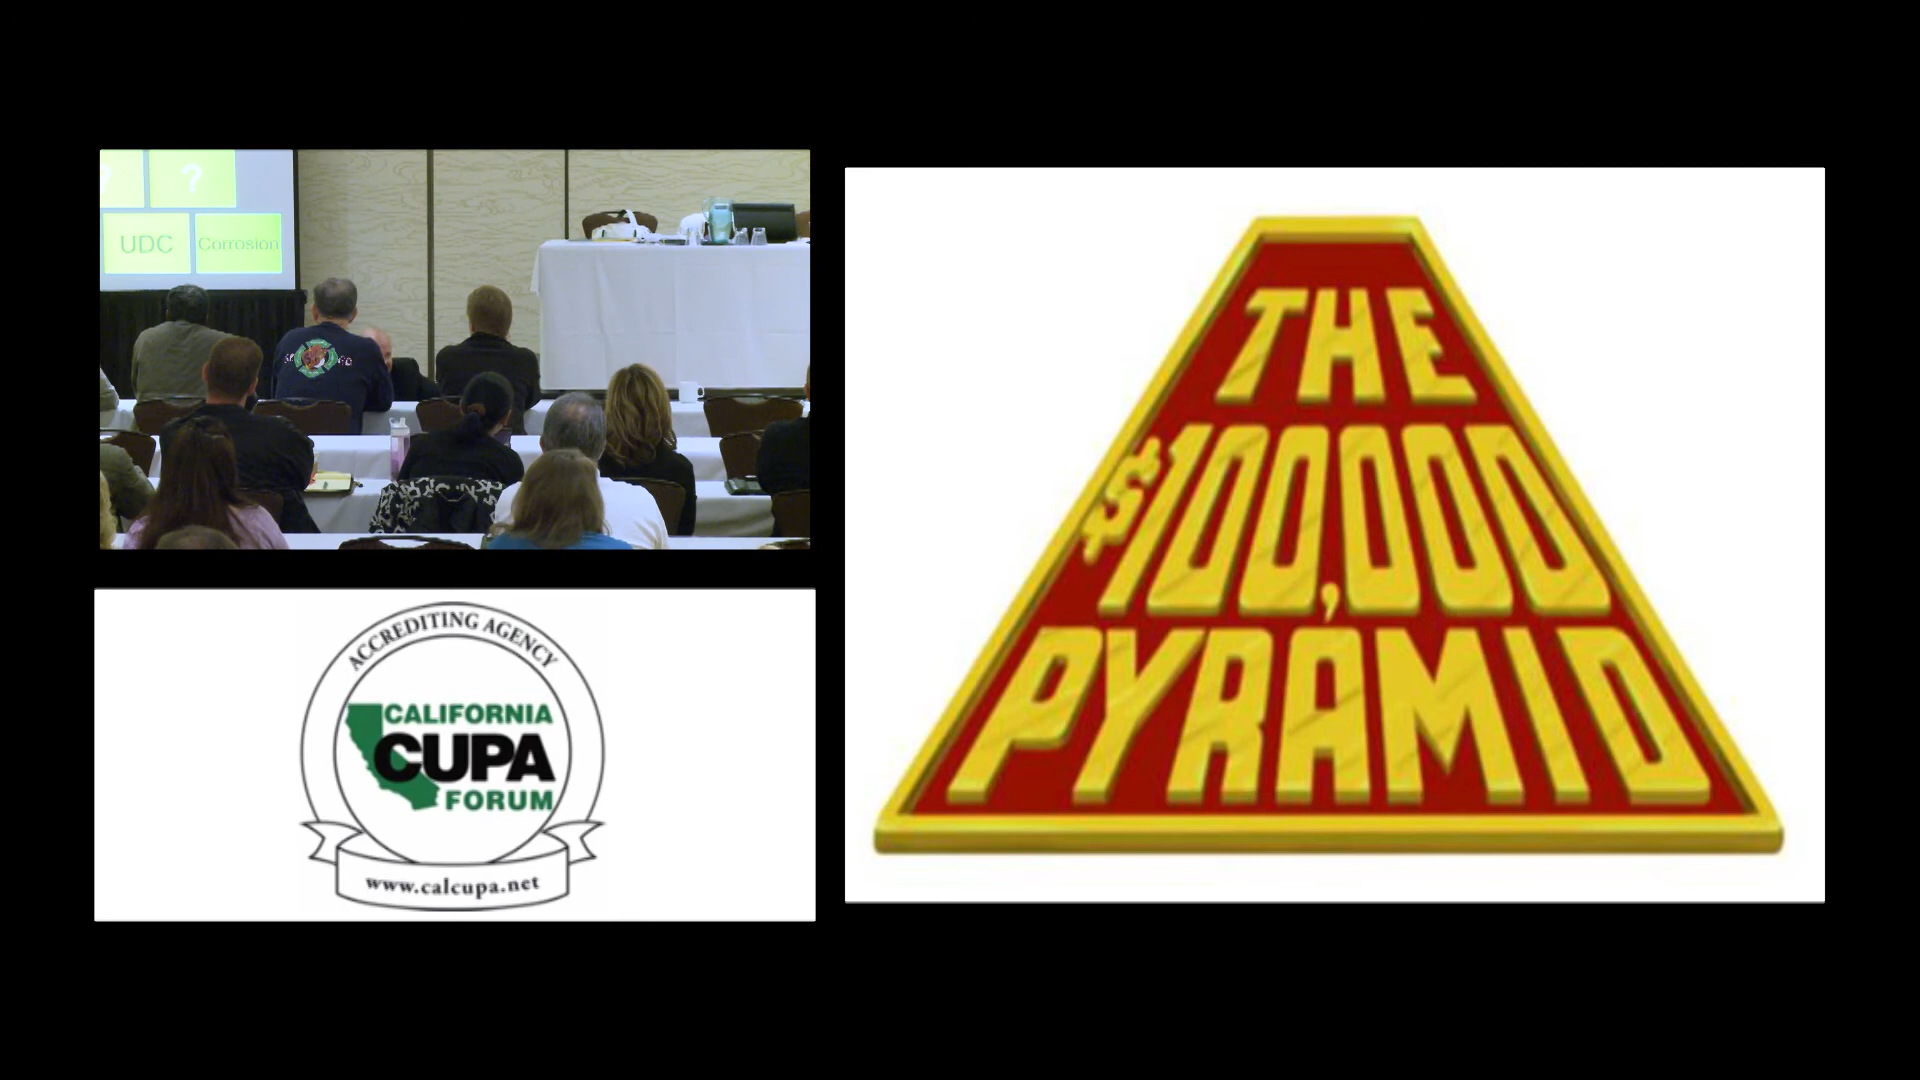 ?
UDC Corrosion
ACCREDITING AGENCY
CALIFORNIA
CUPA
FORUM
www.calcupa.net
THE
$100,000
PYRAMID